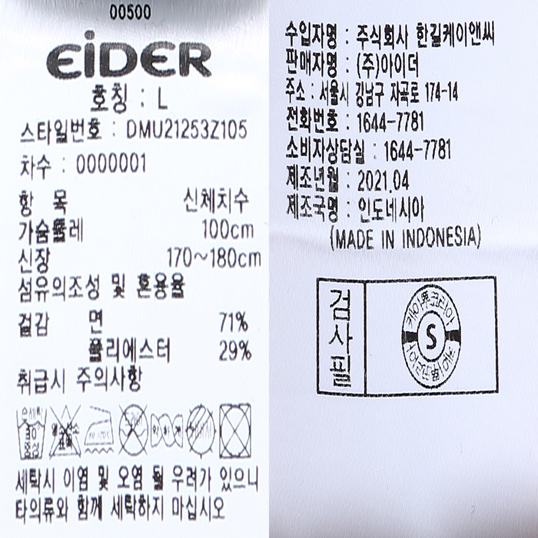 00500
EiDER
호칭 : L
스타일번호 : DMU21253Z105
차수 : 0000001
항 목 신체치수
가슴둘레 100cm
신장 170~180cm
섬유의조성 및 혼용율
겉감 면 71%
폴리에스터 29%
취급시 주의사항
세탁시 이염 및 오염 될 우려가 있으니
타의류와 함께 세탁하지 마십시오
수입자명 : 주식회사 한길케이앤씨
판매자명 : (주)아이더
주소 : 서울시 강남구 자곡로 174-14
전화번호 : 1644-7781
소비자상담실 : 1644-7781
제조년월 : 2021.04
제조국명 : 인도네시아
(MADE IN INDONESIA)
검사필
S